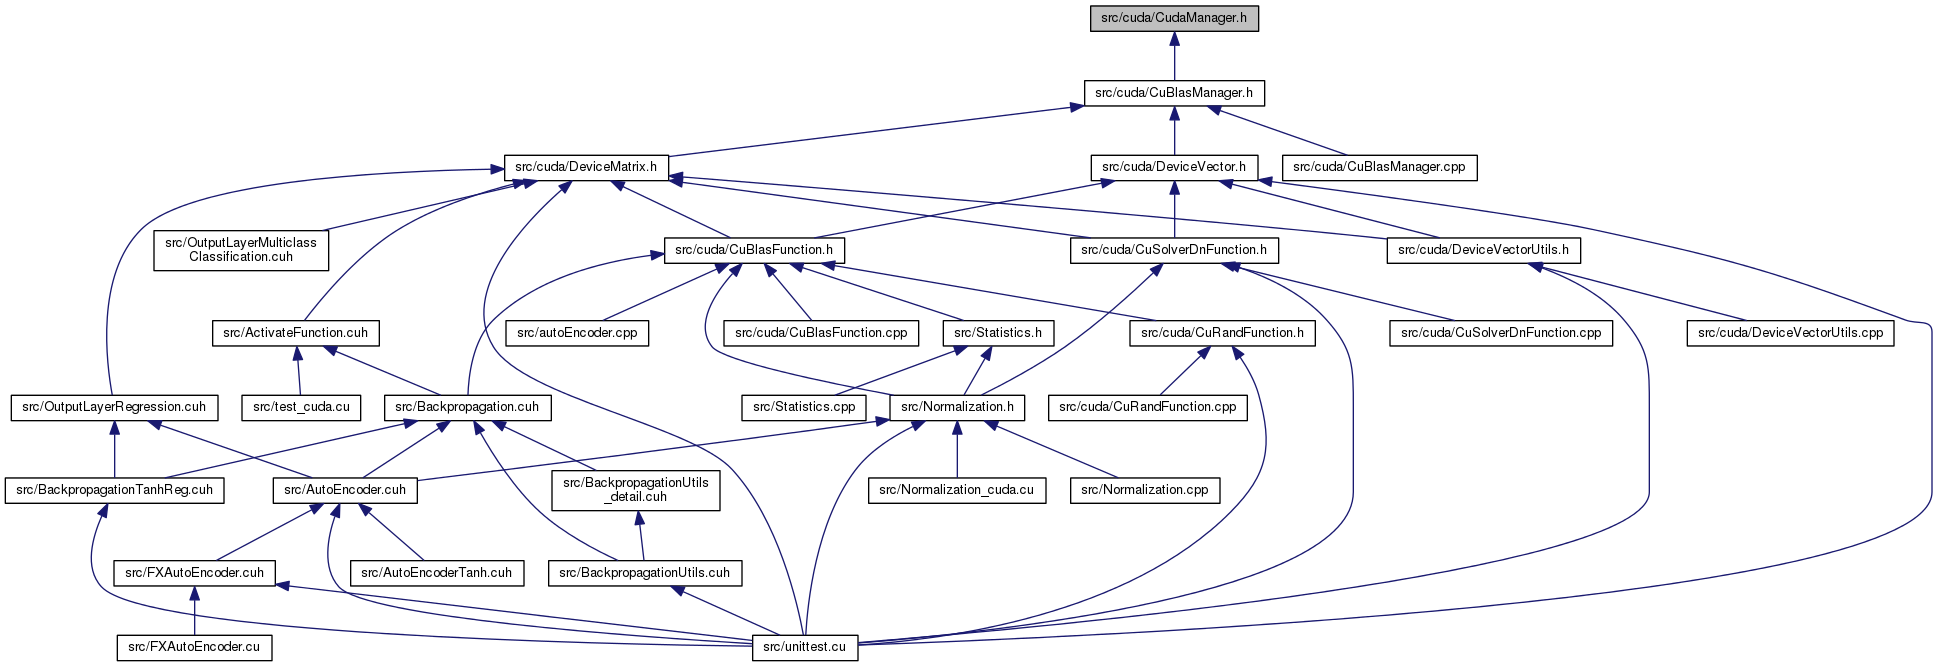 src/cuda/CudaManager.h
src/cuda/CuBlasManager.h
src/cuda/DeviceMatrix.h
src/cuda/DeviceVector.h
src/cuda/CuBlasManager.cpp
src/OutputLayerMulticlass
Classification.cuh
src/cuda/CuBlasFunction.h
src/cuda/CuSolverDnFunction.h
src/cuda/DeviceVectorUtils.h
src/ActivateFunction.cuh
src/autoEncoder.cpp
src/cuda/CuBlasFunction.cpp
src/Statistics.h
src/cuda/CuRandFunction.h
src/cuda/CuSolverDnFunction.cpp
src/cuda/DeviceVectorUtils.cpp
src/OutputLayerRegression.cuh
src/test_cuda.cu
src/Backpropagation.cuh
src/Statistics.cpp
src/Normalization.h
src/cuda/CuRandFunction.cpp
src/BackpropagationTanhReg.cuh
src/AutoEncoder.cuh
src/BackpropagationUtils
_detail.cuh
src/Normalization_cuda.cu
src/Normalization.cpp
src/FXAutoEncoder.cuh
src/AutoEncoderTanh.cuh
src/BackpropagationUtils.cuh
src/FXAutoEncoder.cu
src/unittest.cu